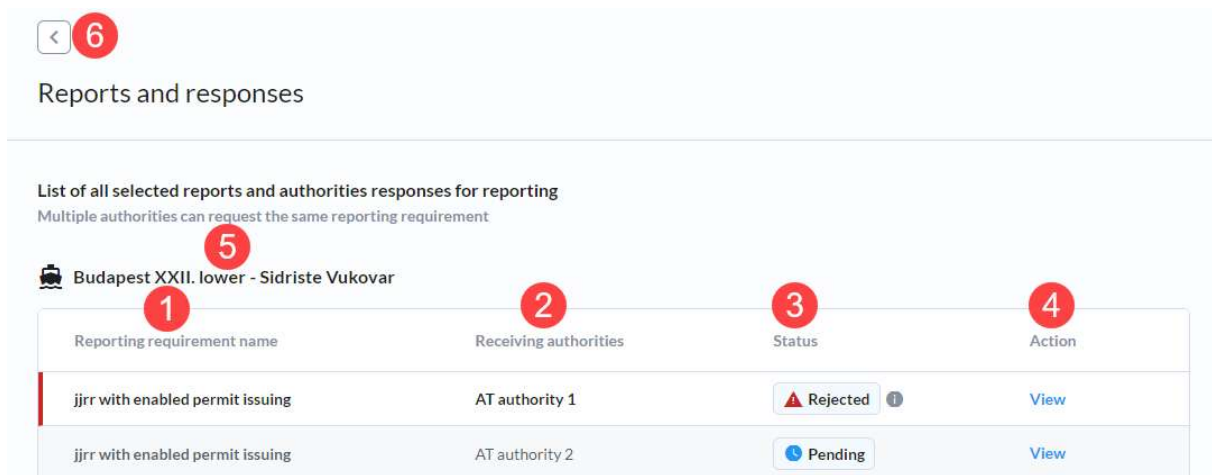 6
Reports and responses
List of all selected reports and authorities responses for reporting
Multiple authorities can request the same reporting requirement
5
Budapest XXII. lower - Sidriste Vukovar
1 2 3 4
Reporting requirement name Receiving authorities Status Action
jjrr with enabled permit issuing AT authority 1 Rejected View
jjrr with enabled permit issuing AT authority 2 Pending View